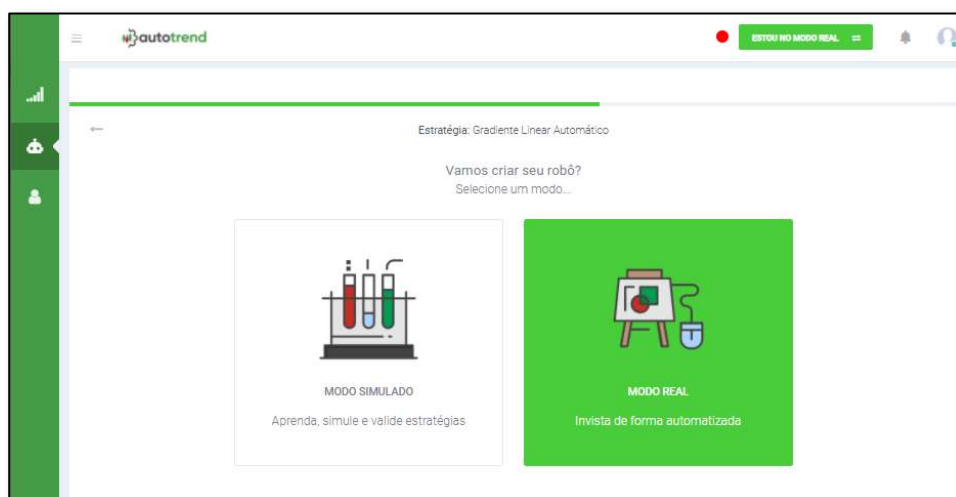 autotrend
ESTOU NO MODO REAL
Estratégia: Gradiente Linear Automático
Vamos criar seu robô?
Selecione um modo...
MODO SIMULADO
Aprenda, simule e valide estratégias
MODO REAL
Invista de forma automatizada